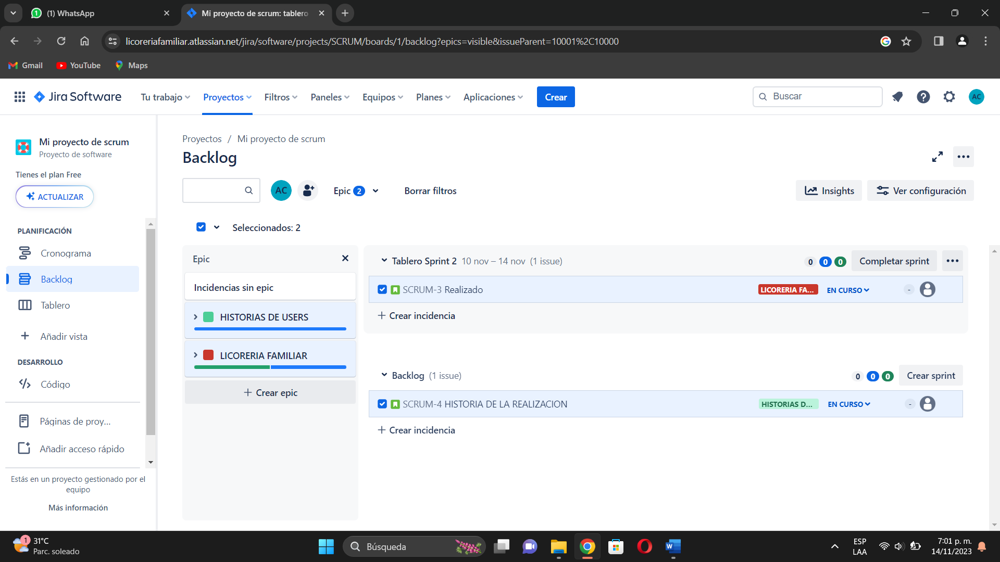 (1) WhatsApp
Mi proyecto de scrum: tablero
licoreriafamiliar.atlassian.net/jira/software/projects/SCRUM/boards/1/backlog?epics=visible&issueParent=10001%2C10000
Gmail YouTube Maps
Jira Software Tu trabajo Proyectos Filtros Paneles Equipos Planes Aplicaciones Crear Buscar AC
Mi proyecto de scrum
Proyecto de software
Tienes el plan Free
ACTUALIZAR
PLANIFICACIÓN
Cronograma
Backlog
Tablero
Añadir vista
DESARROLLO
Código
Páginas de proy...
Añadir acceso rápido
Estás en un proyecto gestionado por el
equipo
Más información
Proyectos / Mi proyecto de scrum
Backlog
AC Epic 2 Borrar filtros Insights Ver configuración
Seleccionados: 2
Epic
Incidencias sin epic
HISTORIAS DE USERS
LICORERIA FAMILIAR
+ Crear epic
Tablero Sprint 2 10 nov – 14 nov (1 issue) 0 0 0 Completar sprint
SCRUM-3 Realizado LICORERIA FA... EN CURSO -
+ Crear incidencia
Backlog (1 issue) 0 0 0 Crear sprint
SCRUM-4 HISTORIA DE LA REALIZACION HISTORIAS D... EN CURSO -
+ Crear incidencia
1
31°C
Parc. soleado
Búsqueda
ESP
LAA
7:01 p. m.
14/11/2023